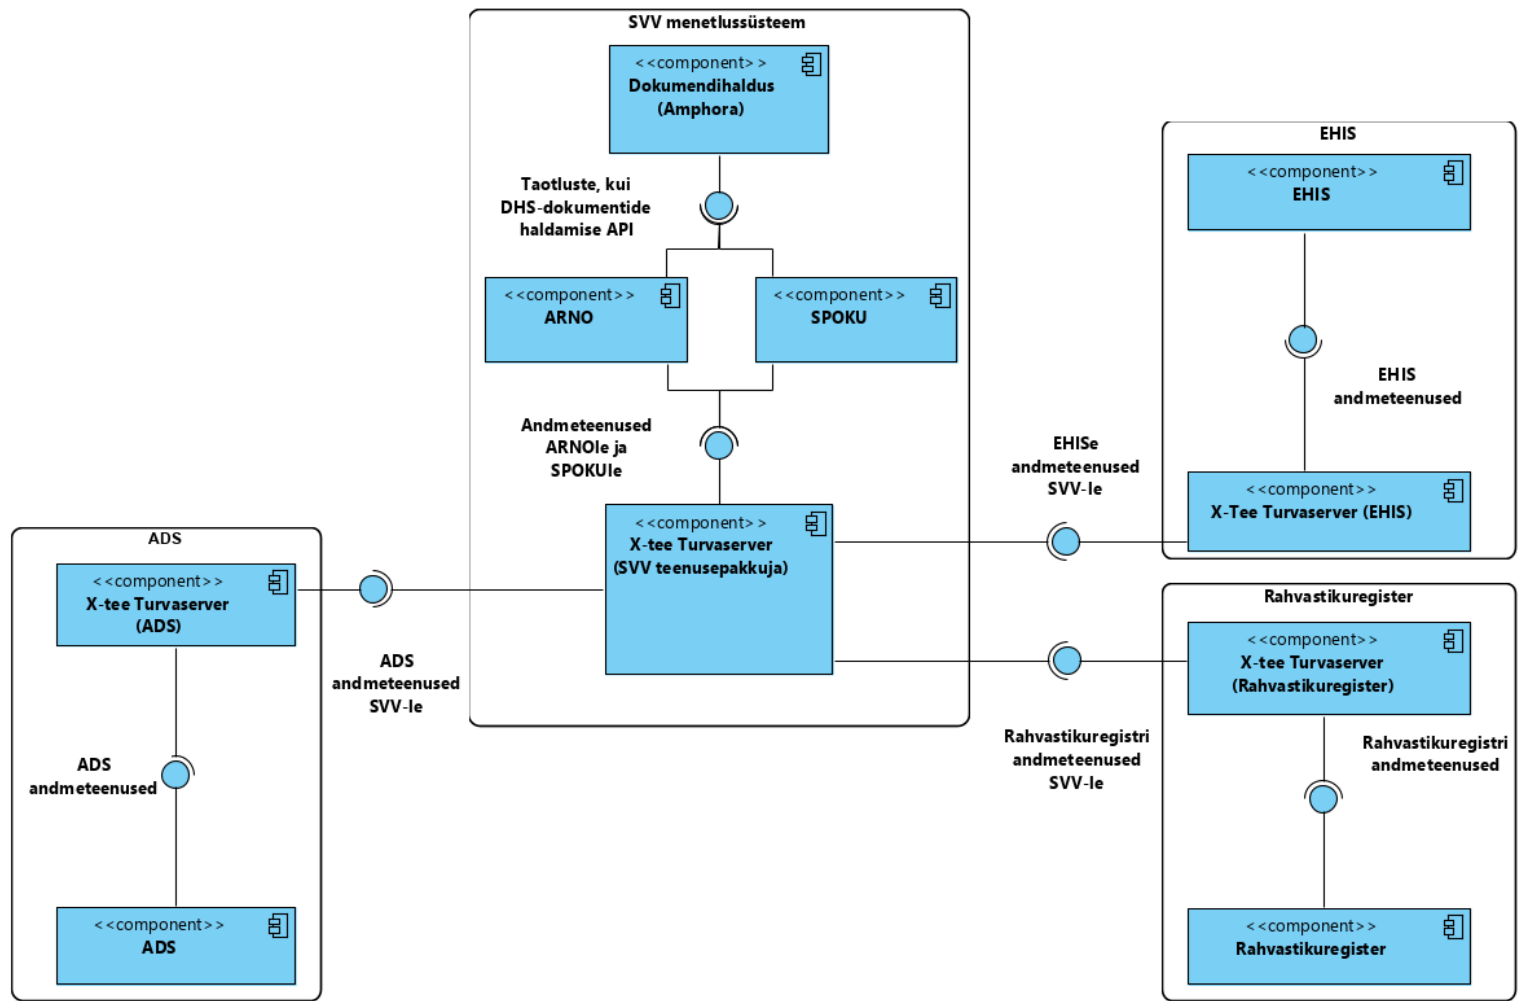 SVV menetlussüsteem
<<component>>
Dokumendihaldus
(Amphora)
Taotluste, kui
DHS-dokumentide
haldamise API
<<component>>
ARNO
<<component>>
SPOKU
Andmeteenused
ARNOle ja
SPOKUle
<<component>>
X-tee Turvaserver
(SVV teenusepakkuja)
EHIS
<<component>>
EHIS
EHIS
andmeteenused
<<component>>
X-Tee Turvaserver (EHIS)
EHISe
andmeteenused
SVV-le
ADS
<<component>>
X-tee Turvaserver
(ADS)
ADS
andmeteenused
SVV-le
ADS
andmeteenused
<<component>>
ADS
Rahvastikuregister
<<component>>
X-tee Turvaserver
(Rahvastikuregister)
Rahvastikuregistri
andmeteenused
SVV-le
Rahvastikuregistri
andmeteenused
<<component>>
Rahvastikuregister